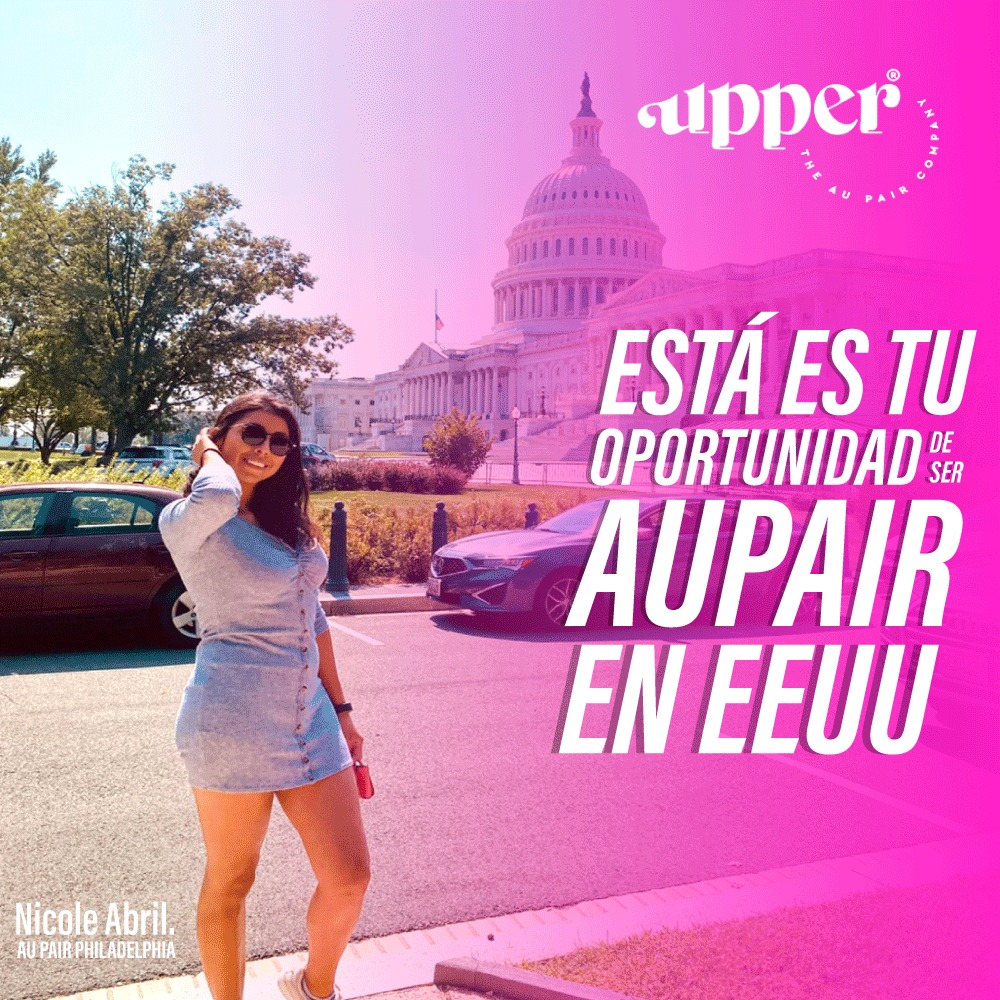 upper®
THE AU PAIR COMPANY
ESTÁ ES TU
OPORTUNIDAD DE SER
AUPAIR
EN EEUU
Nicole Abril.
AU PAIR PHILADELPHIA